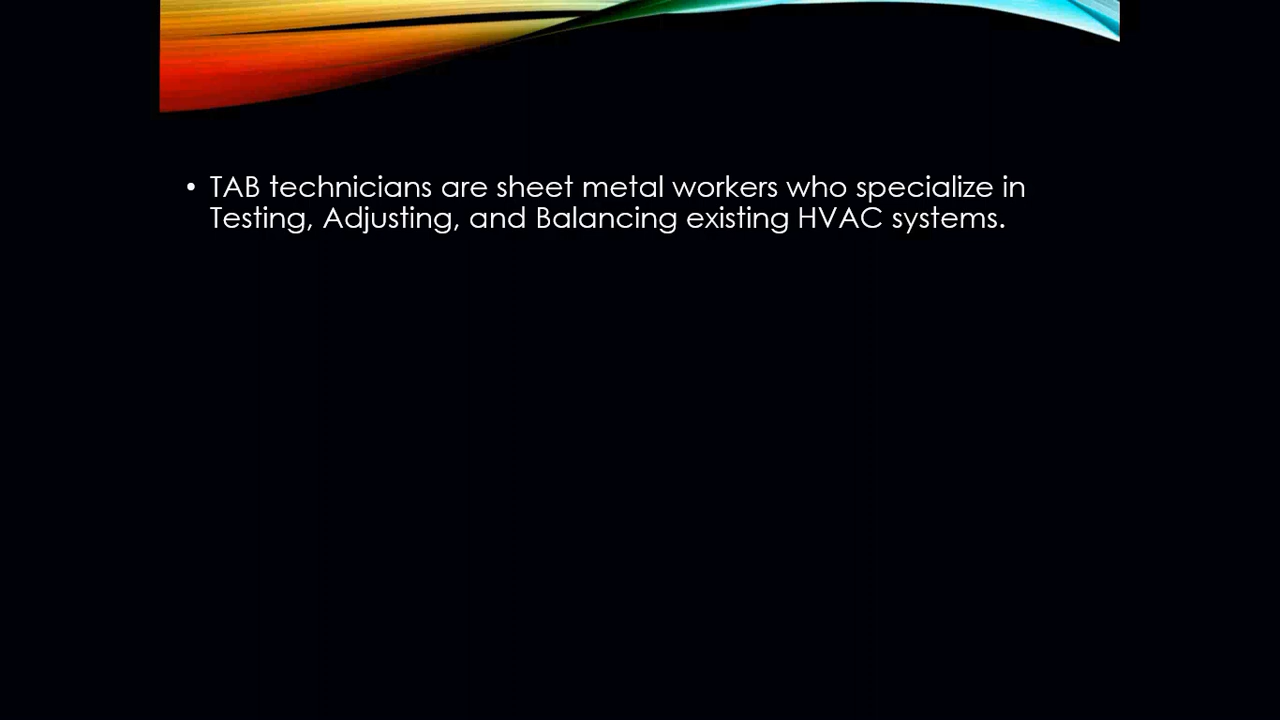 • TAB technicians are sheet metal workers who specialize in
Testing, Adjusting, and Balancing existing HVAC systems.